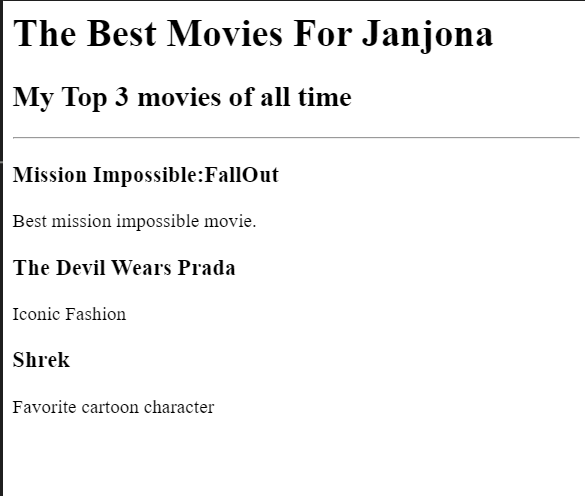 The Best Movies For Janjona
My Top 3 movies of all time
Mission Impossible:FallOut
Best mission impossible movie.
The Devil Wears Prada
Iconic Fashion
Shrek
Favorite cartoon character